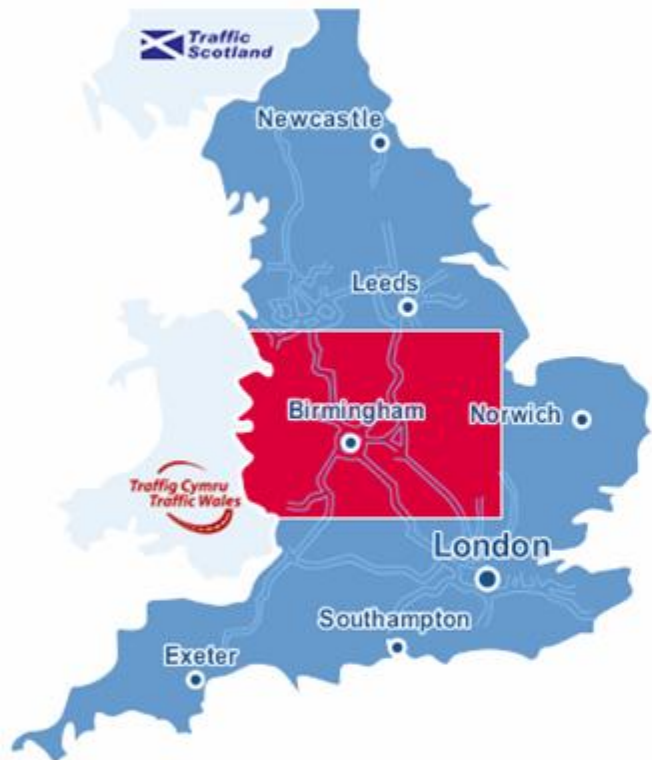 Traffic
Scotland
Newcastle
Leeds
Birmingham
Norwich
Traffig Cymru
Traffic Wales
London
Southampton
Exeter